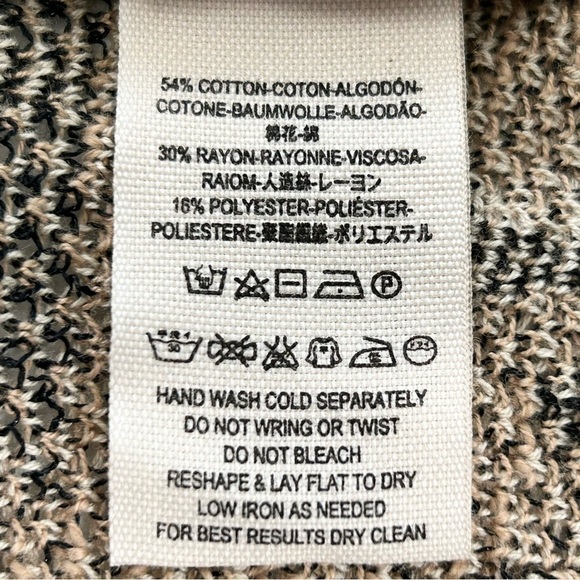 54% COTTON-COTON-ALGODÓN-
COTONE-BAUMWOLLE-ALGODÃO-
棉花-綿
30% RAYON-RAYONNE-VISCOSA-
RAIOM-人造絲-レーヨン
16% POLYESTER-POLIÉSTER-
POLIESTERE-聚酯纖維-ポリエステル
P
30
HAND WASH COLD SEPARATELY
DO NOT WRING OR TWIST
DO NOT BLEACH
RESHAPE & LAY FLAT TO DRY
LOW IRON AS NEEDED
FOR BEST RESULTS DRY CLEAN